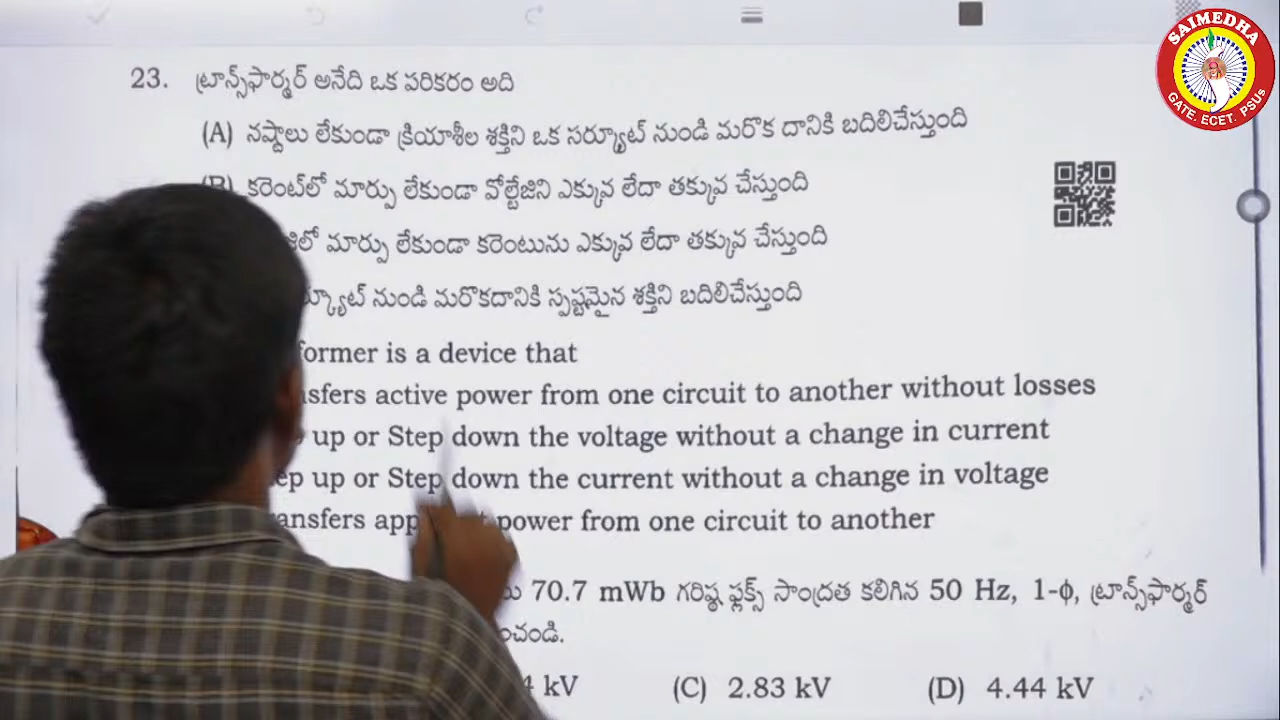 SAIMEDHA
GATE. ECET. PSUs
23. ట్రాన్స్‌ఫార్మర్ అనేది ఒక పరికరం అది
(A) నష్టాలు లేకుండా క్రియాశీల శక్తిని ఒక సర్క్యూట్ నుండి మరొక దానికి బదిలిచేస్తుంది
(B) కరెంట్‌లో మార్పు లేకుండా వోల్టేజిని ఎక్కువ లేదా తక్కువ చేస్తుంది
మార్పు లేకుండా కరెంటును ఎక్కువ లేదా తక్కువ చేస్తుంది
నుండి మరొకదానికి స్పష్టమైన శక్తిని బదిలిచేస్తుంది
former is a device that
nsfers active power from one circuit to another without losses
up or Step down the voltage without a change in current
ep up or Step down the current without a change in voltage
ansfers app power from one circuit to another
70.7 mWb గరిష్ఠ ఫ్లక్స్ సాంద్రత కలిగిన 50 Hz, 1-ϕ, ట్రాన్స్‌ఫార్మర్
ంచండి.
4 kV (C) 2.83 kV (D) 4.44 kV